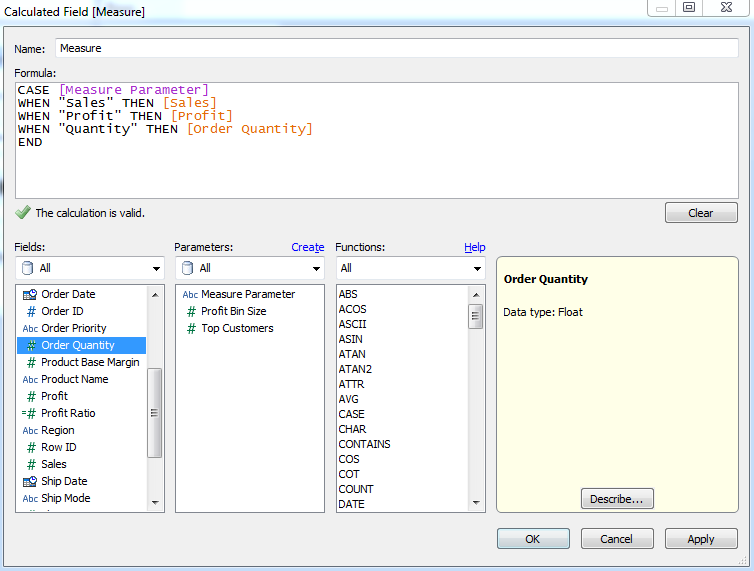 Calculated Field [Measure]
Name: Measure
Formula:
CASE [Measure Parameter]
WHEN "Sales" THEN [Sales]
WHEN "Profit" THEN [Profit]
WHEN "Quantity" THEN [Order Quantity]
END
The calculation is valid.
Clear
Fields:
All
Abc Order Date
Order ID
Abc Order Priority
Order Quantity
Product Base Margin
Abc Product Name
Profit
Profit Ratio
Abc Region
Row ID
Sales
Ship Date
Abc Ship Mode
Parameters: Create
All
Abc Measure Parameter
Profit Bin Size
Top Customers
Functions: Help
All
ABS
ACOS
ASCII
ASIN
ATAN
ATAN2
ATTR
AVG
CASE
CHAR
CONTAINS
COS
COT
COUNT
DATE
Order Quantity
Data type: Float
Describe...
OK Cancel Apply